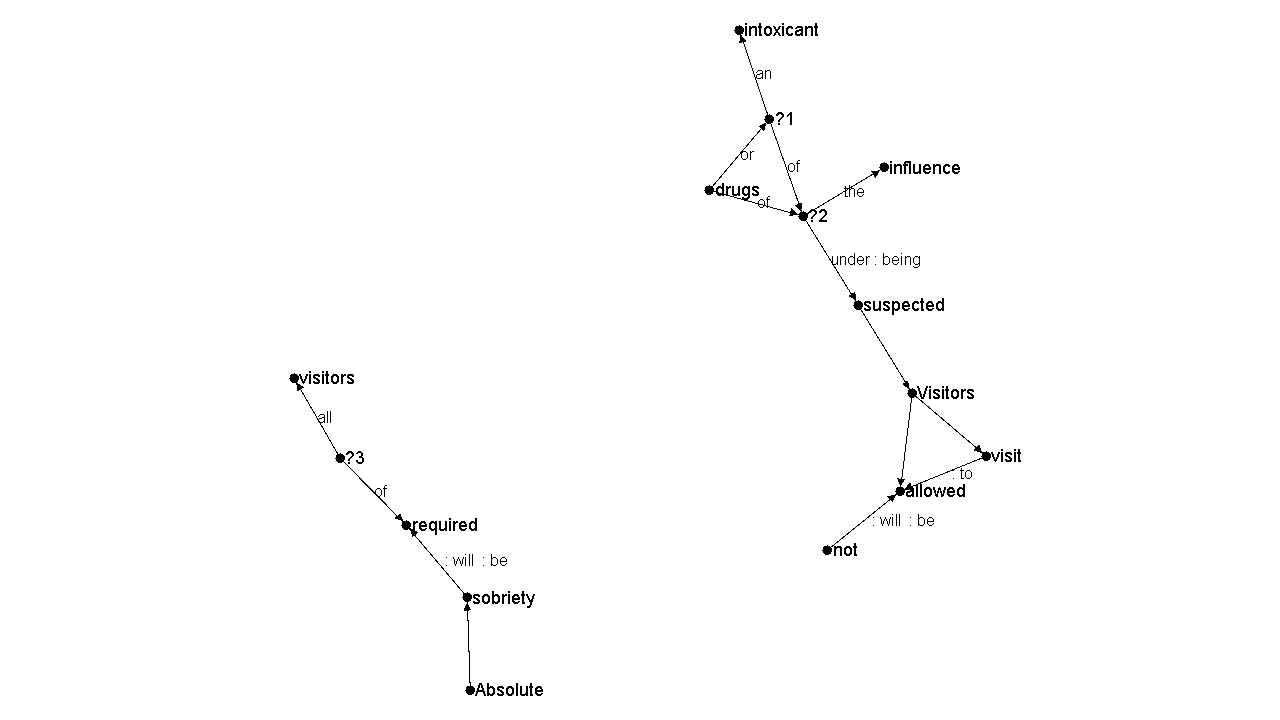 intoxicant
an
?1
or
of
influence
drugs
the
of
?2
under : being
suspected
visitors
Visitors
all
visit
?3
: to
of
allowed
: will : be
required
not
: will : be
sobriety
Absolute